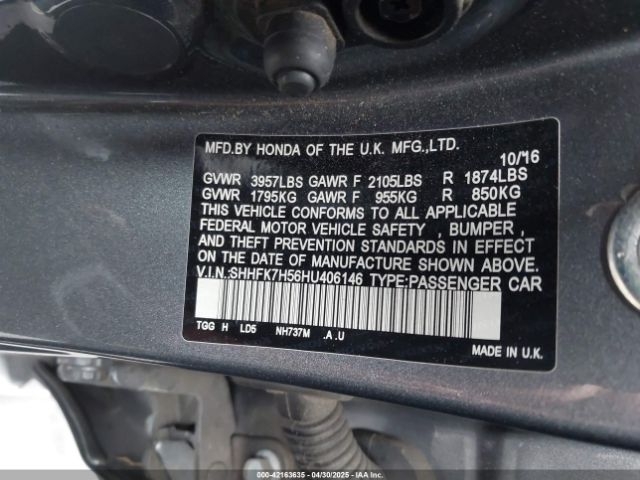 MFD.BY HONDA OF THE U.K. MFG.,LTD.
10/'16
GVWR 3957LBS GAWR F 2105LBS R 1874LBS
GVWR 1795KG GAWR F 955KG R 850KG
THIS VEHICLE CONFORMS TO ALL APPLICABLE
FEDERAL MOTOR VEHICLE SAFETY , BUMPER ,
AND THEFT PREVENTION STANDARDS IN EFFECT
ON THE DATE OF MANUFACTURE SHOWN ABOVE.
V.I.N:SHHFK7H56HU406146 TYPE:PASSENGER CAR
TGG H LD5 NH737M .A .U
MADE IN U.K.
000-42163635 - 04/30/2025 - IAAI.COM